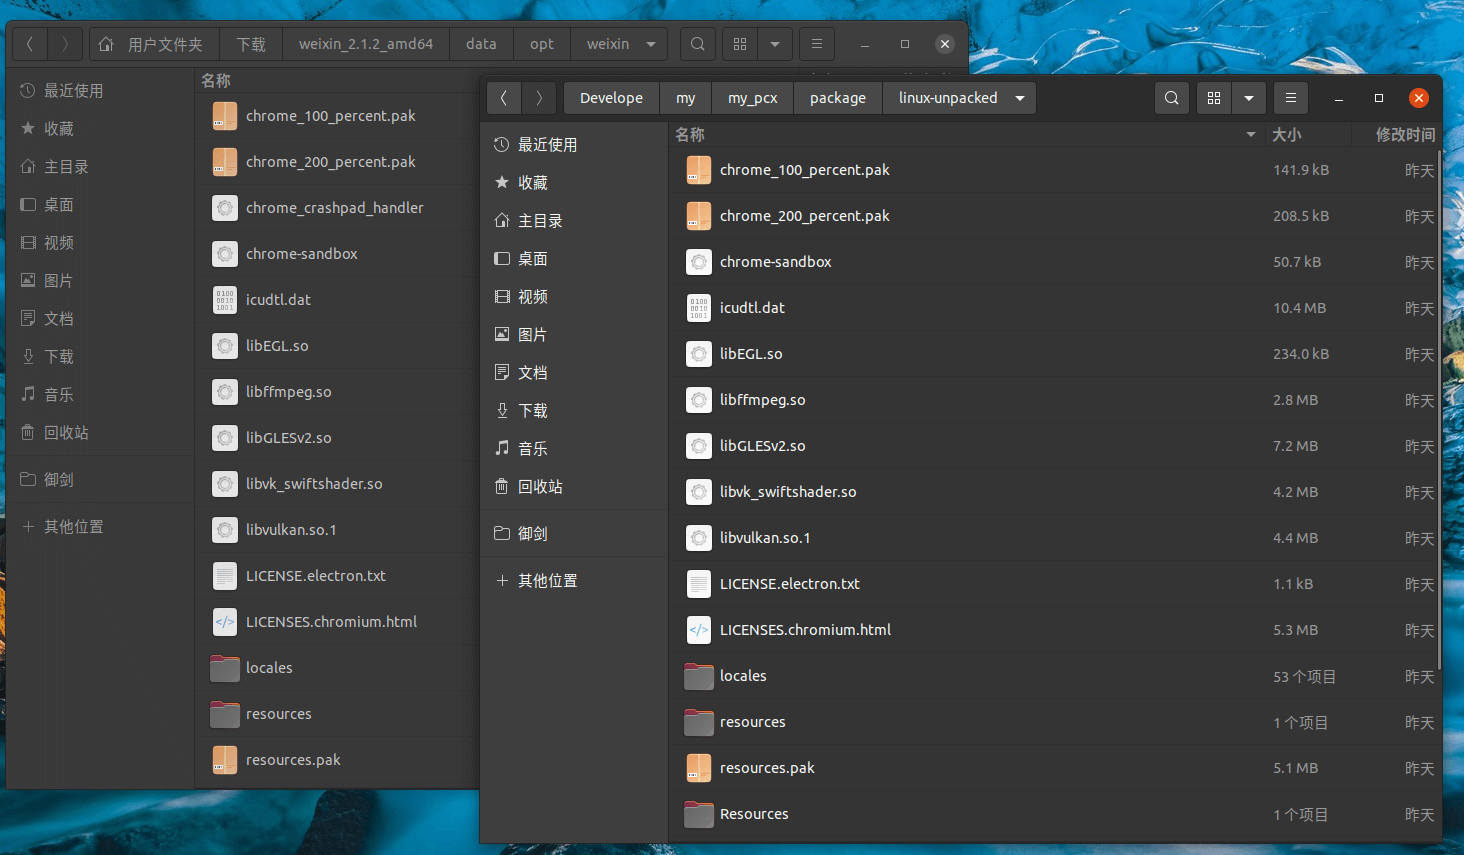 用户文件夹 下载 weixin_2.1.2_amd64 data opt weixin
最近使用
收藏
主目录
桌面
视频
图片
文档
下载
音乐
回收站
御剑
其他位置
名称
chrome_100_percent.pak
chrome_200_percent.pak
chrome_crashpad_handler
chrome-sandbox
icudtl.dat
libEGL.so
libffmpeg.so
libGLESv2.so
libvk_swiftshader.so
libvulkan.so.1
LICENSE.electron.txt
LICENSES.chromium.html
locales
resources
resources.pak
Develope my my_pcx package linux-unpacked
最近使用
收藏
主目录
桌面
视频
图片
文档
下载
音乐
回收站
御剑
其他位置
名称 大小 修改时间
chrome_100_percent.pak 141.9 kB 昨天
chrome_200_percent.pak 208.5 kB 昨天
chrome-sandbox 50.7 kB 昨天
icudtl.dat 10.4 MB 昨天
libEGL.so 234.0 kB 昨天
libffmpeg.so 2.8 MB 昨天
libGLESv2.so 7.2 MB 昨天
libvk_swiftshader.so 4.2 MB 昨天
libvulkan.so.1 4.4 MB 昨天
LICENSE.electron.txt 1.1 kB 昨天
LICENSES.chromium.html 5.3 MB 昨天
locales 53 个项目 昨天
resources 1 个项目 昨天
resources.pak 5.1 MB 昨天
Resources 1 个项目 昨天